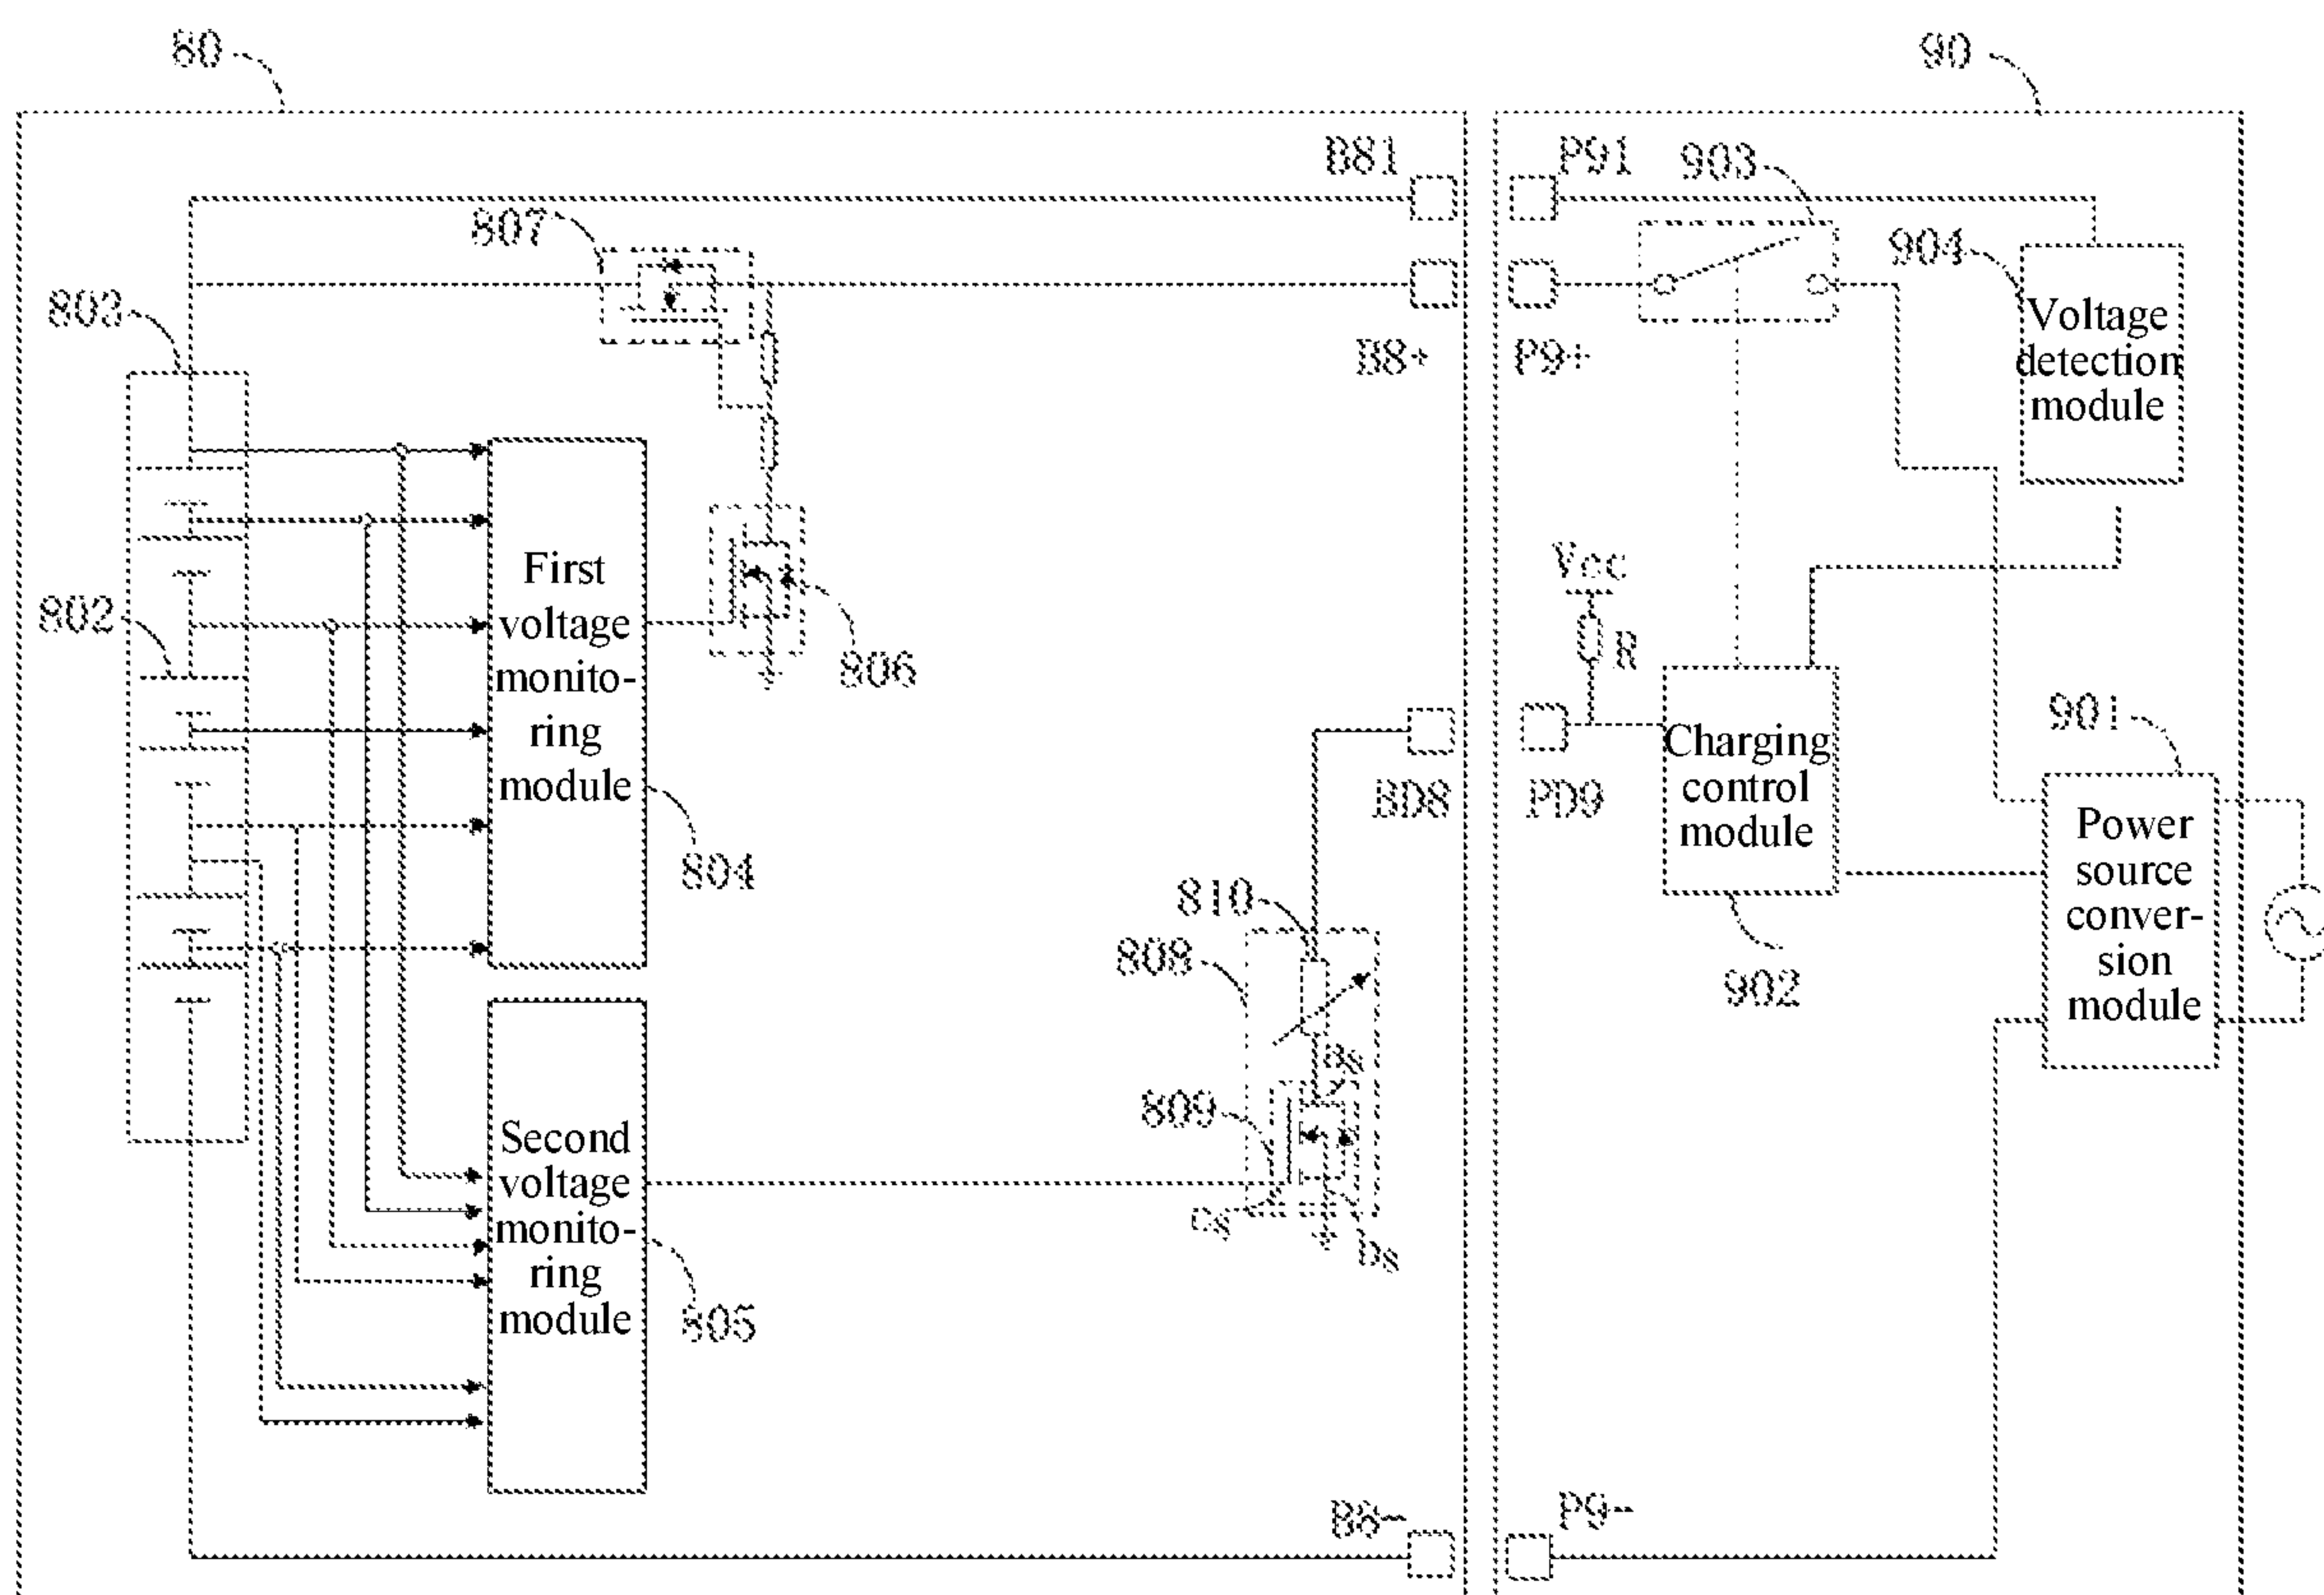 80
90
B81
P91
903
807
904
803
B8+
P9+
Voltage
detection
module
802
First
voltage
monito-
ring
module
806
Vcc
R
804
BD8
PD9
Charging
control
module
901
Power
source
conver-
sion
module
810
808
902
809
Second
voltage
monito-
ring
module
805
B8-
P9-